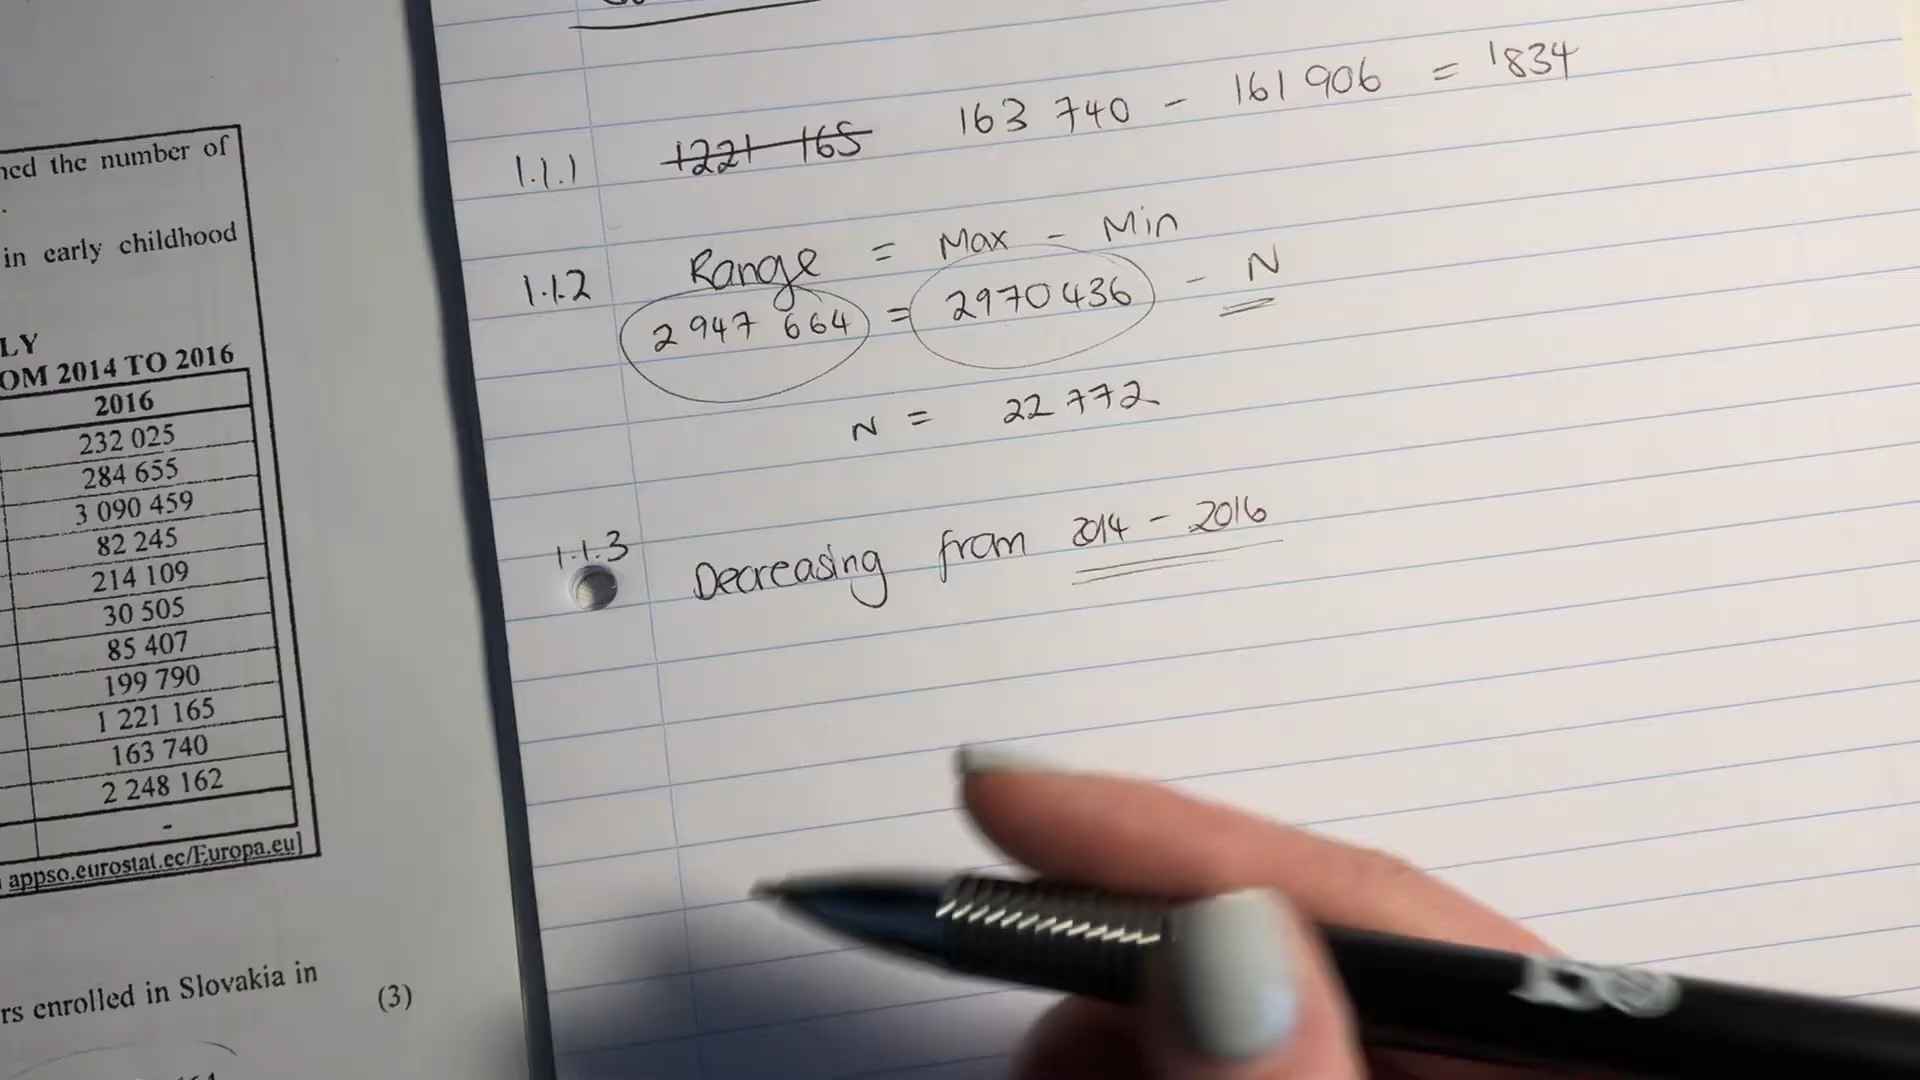 ned the number of
.
in early childhood
LY
OM 2014 TO 2016
2016
232 025
284 655
3 090 459
82 245
214 109
30 505
85 407
199 790
1 221 165
163 740
2 248 162
-
appso.eurostat.ec/Europa.eu]
rs enrolled in Slovakia in
(3)
1.1.1 1221 165 163 740 - 161 906 = 1834
1.1.2 Range = Max - Min
2 947 664 = 2970 436 - N
N = 22 772
1.1.3 Decreasing from 2014 - 2016